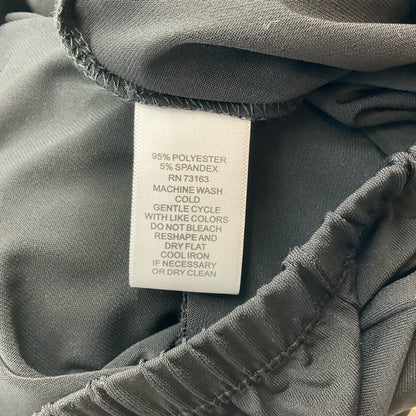 95% POLYESTER
5% SPANDEX
RN 73163
MACHINE WASH
COLD
GENTLE CYCLE
WITH LIKE COLORS
DO NOT BLEACH
RESHAPE AND
DRY FLAT
COOL IRON
IF NECESSARY
OR DRY CLEAN